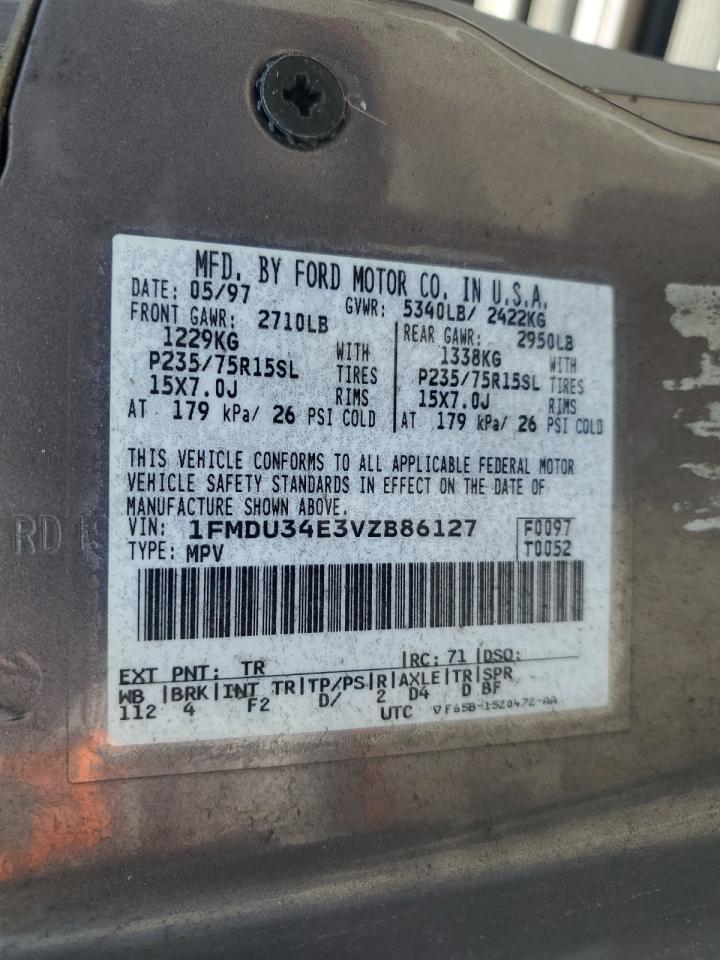 MFD. BY FORD MOTOR CO. IN U.S.A.
DATE: 05/97 GVWR: 5340LB/ 2422KG
FRONT GAWR: 2710LB REAR GAWR: 2950LB
1229KG WITH 1338KG WITH
P235/75R15SL TIRES P235/75R15SL TIRES
15X7.0J RIMS 15X7.0J RIMS
AT 179 kPa/ 26 PSI COLD AT 179 kPa/ 26 PSI COLD
THIS VEHICLE CONFORMS TO ALL APPLICABLE FEDERAL MOTOR
VEHICLE SAFETY STANDARDS IN EFFECT ON THE DATE OF
MANUFACTURE SHOWN ABOVE.
VIN: 1FMDU34E3VZB86127 F0097
TYPE: MPV T0052
EXT PNT: TR RC: 71 DSO:
WB BRK INT TR TP/PS R AXLE TR SPR
112 4 F2 D/ 2 D4 D BF
UTC ▽F65B-1520472-AA
RD